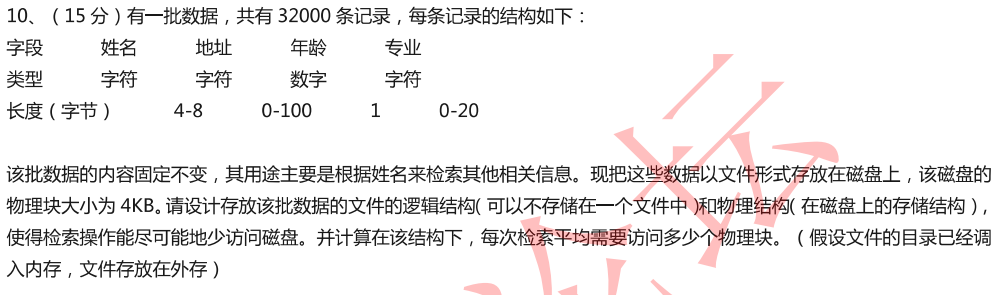 10、（15 分）有一批数据，共有 32000 条记录，每条记录的结构如下：
字段 姓名 地址 年龄 专业
类型 字符 字符 数字 字符
长度（字节） 4-8 0-100 1 0-20
该批数据的内容固定不变，其用途主要是根据姓名来检索其他相关信息。现把这些数据以文件形式存放在磁盘上，该磁盘的
物理块大小为 4KB。请设计存放该批数据的文件的逻辑结构（可以不存储在一个文件中）和物理结构（在磁盘上的存储结构），
使得检索操作能尽可能地少访问磁盘。并计算在该结构下，每次检索平均需要访问多少个物理块。（假设文件的目录已经调
入内存，文件存放在外存）